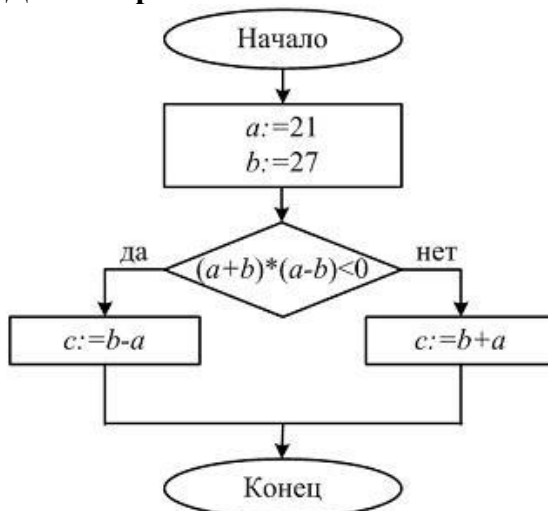 Начало
a:=21
b:=27
да
(a+b)*(a-b)<0
нет
c:=b-a
c:=b+a
Конец